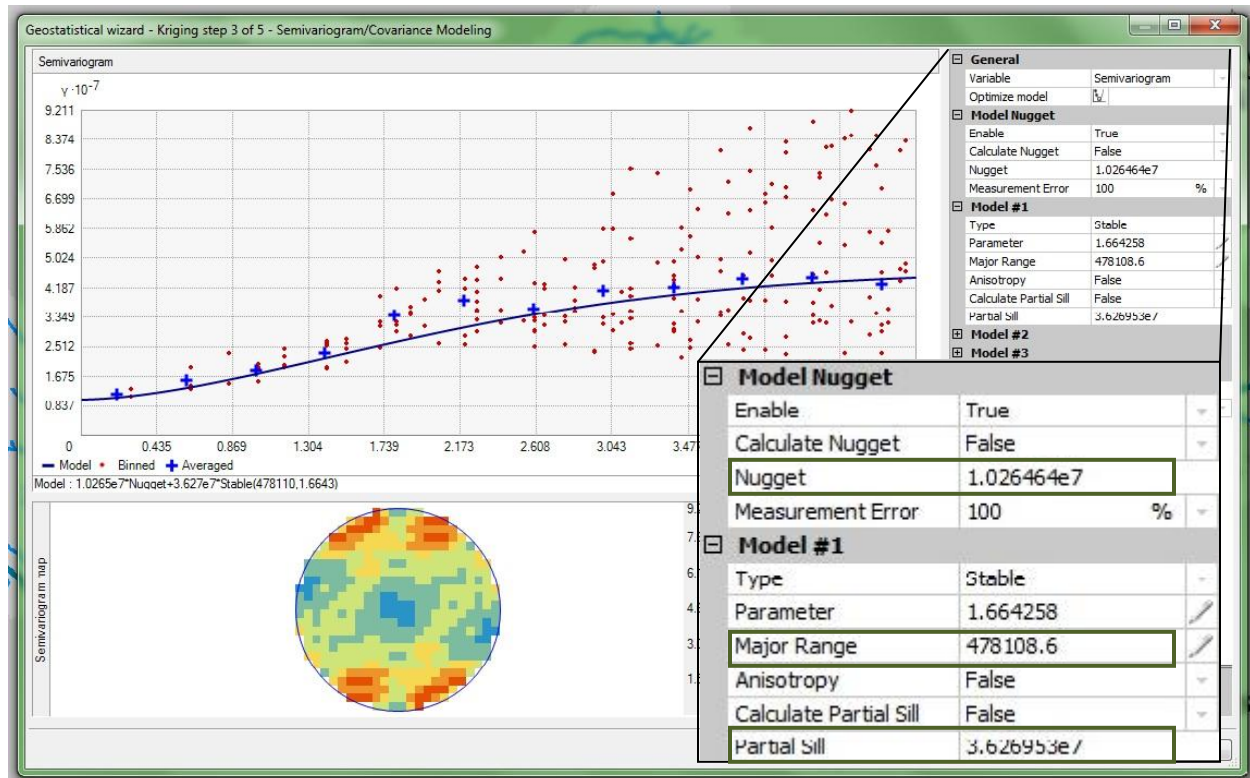 Geostatistical wizard - Kriging step 3 of 5 - Semivariogram/Covariance Modeling
Semivariogram
γ·10⁻⁷
9.211
8.374
7.536
6.699
5.862
5.024
4.187
3.349
2.512
1.675
0.837
0 0.435 0.869 1.304 1.739 2.173 2.608 3.043 3.47
Model Binned Averaged
Model : 1.0265e7*Nugget+3.627e7*Stable(478110,1.6643)
Semivariogram map
General
Variable Semivariogram
Optimize model
Model Nugget
Enable True
Calculate Nugget False
Nugget 1.026464e7
Measurement Error 100 %
Model #1
Type Stable
Parameter 1.664258
Major Range 478108.6
Anisotropy False
Calculate Partial Sill False
Partial Sill 3.626953e7
Model #2
Model #3
Model Nugget
Enable True
Calculate Nugget False
Nugget 1.026464e7
Measurement Error 100 %
Model #1
Type Stable
Parameter 1.664258
Major Range 478108.6
Anisotropy False
Calculate Partial Sill False
Partial Sill 3.626953e7